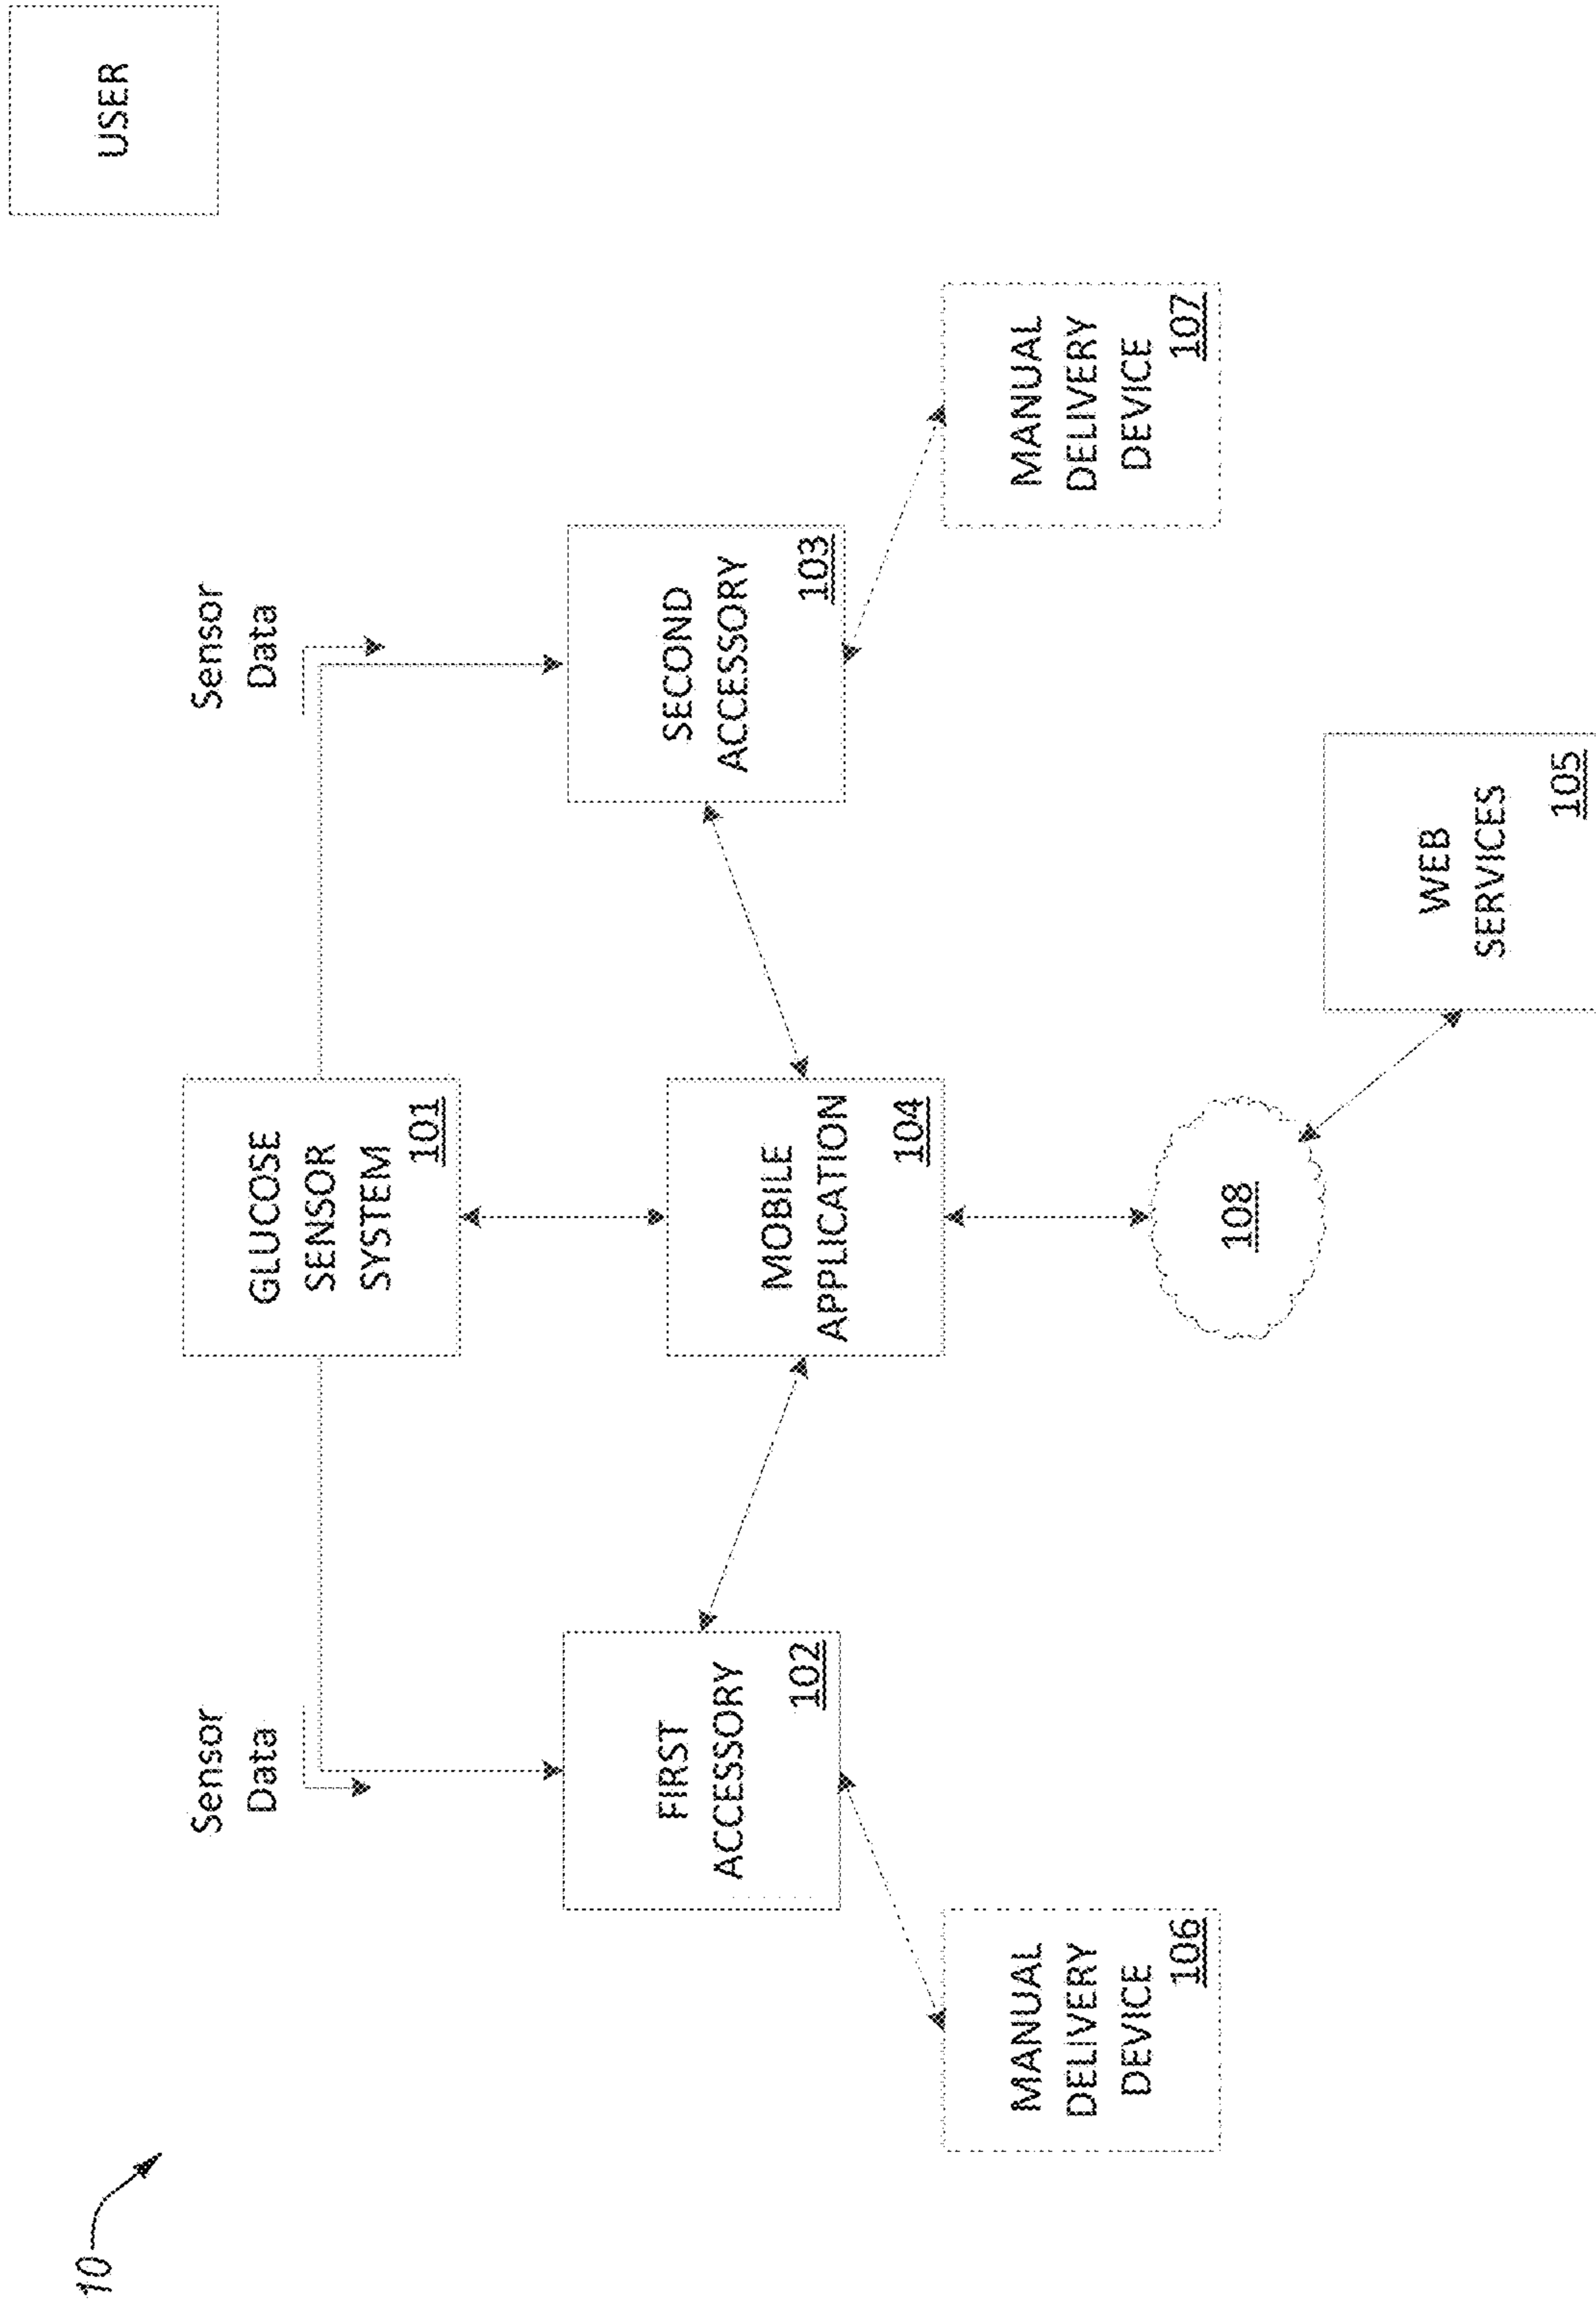 10
USER
Sensor
Data
GLUCOSE
SENSOR
SYSTEM
101
Sensor
Data
FIRST
ACCESSORY
102
MOBILE
APPLICATION
104
SECOND
ACCESSORY
103
MANUAL
DELIVERY
DEVICE
106
108
MANUAL
DELIVERY
DEVICE
107
WEB
SERVICES
105